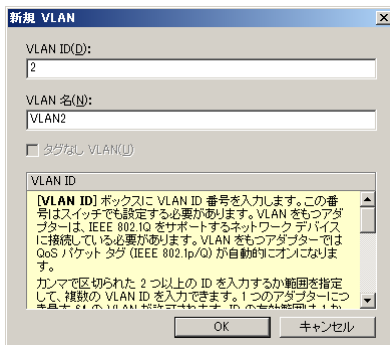 新規 VLAN
VLAN ID(D):
2
VLAN 名(N):
VLAN2
タグなし VLAN(U)
VLAN ID
[VLAN ID] ボックスに VLAN ID 番号を入力します。この番
号はスイッチでも設定する必要があります。VLAN をもつアダ
プターは、IEEE 802.1Q をサポートするネットワーク デバイス
に接続している必要があります。VLAN をもつアダプターでは
QoS パケット タグ (IEEE 802.1p/Q) が自動的にオンになりま
す。
カンマで区切られた 2 つ以上の ID を入力するか範囲を指定
して、複数の VLAN ID を入力できます。1 つのアダプターにつ
OK
キャンセル